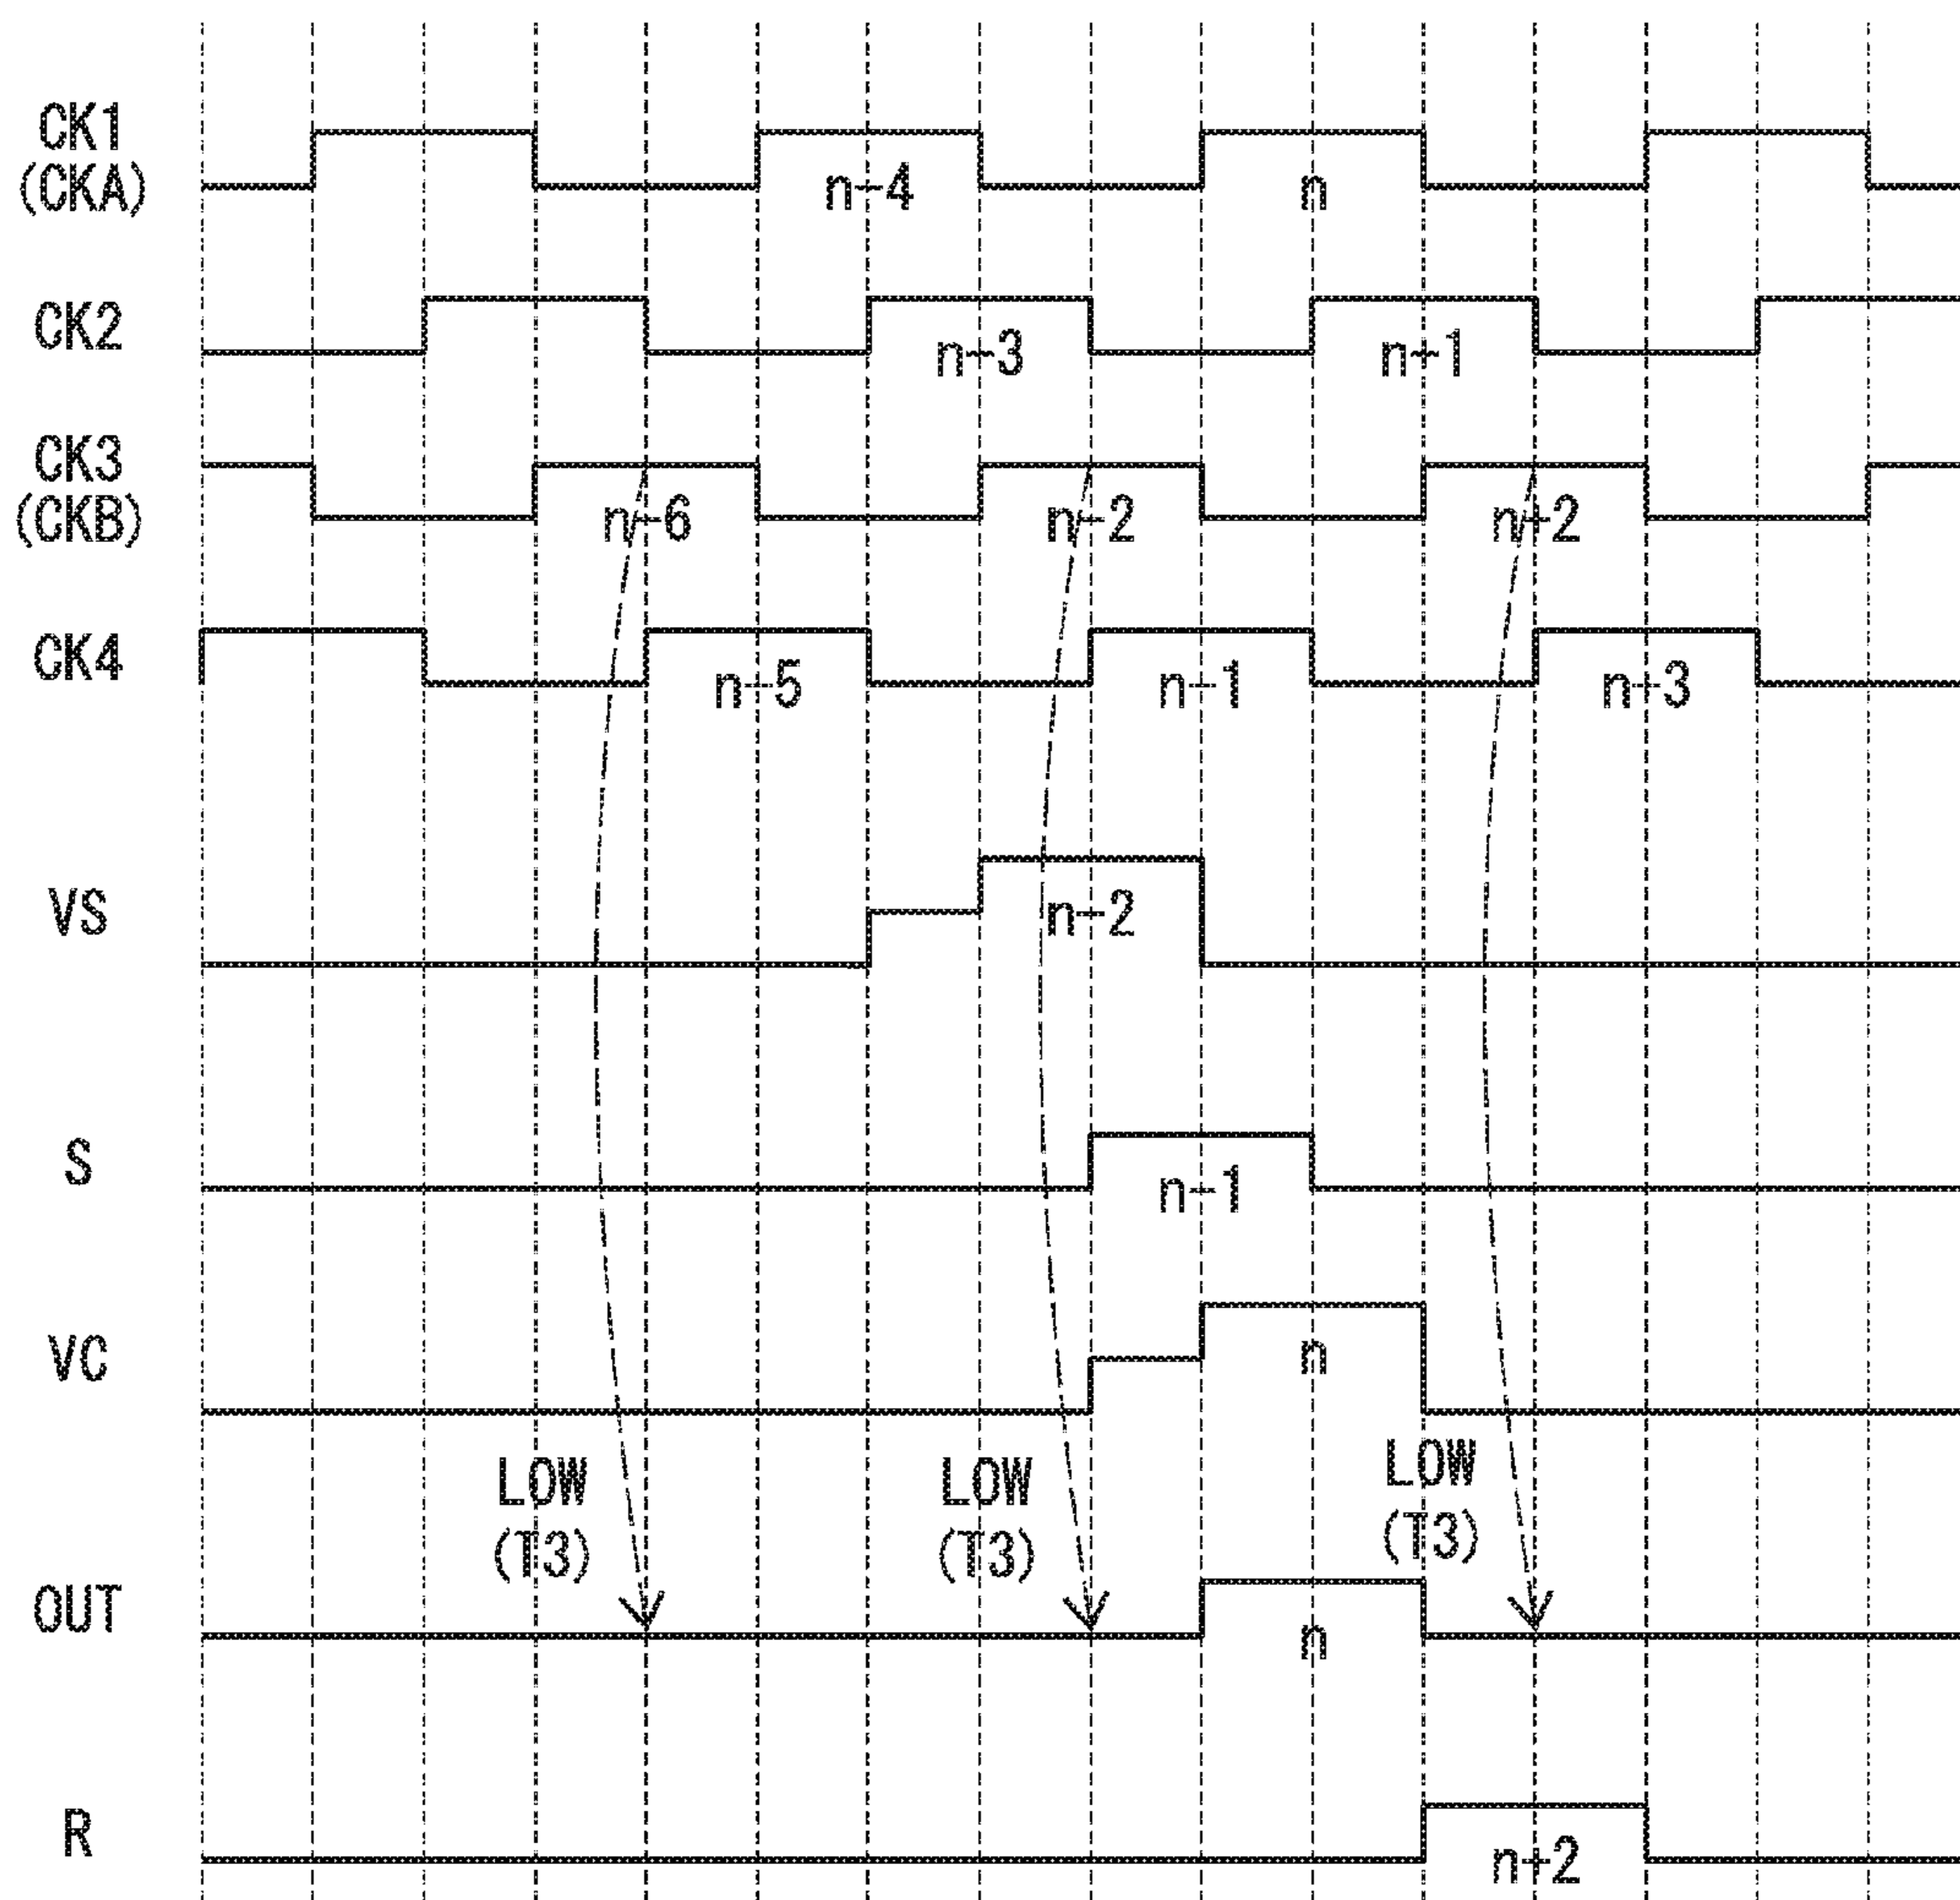 CK1
(CKA)
n-4
n
CK2
n-3
n+1
CK3
(CKB)
n-6
n-2
n+2
CK4
n-5
n-1
n+3
VS
n-2
S
n-1
VC
n
LOW
(T3)
LOW
(T3)
LOW
(T3)
OUT
n
R
n+2